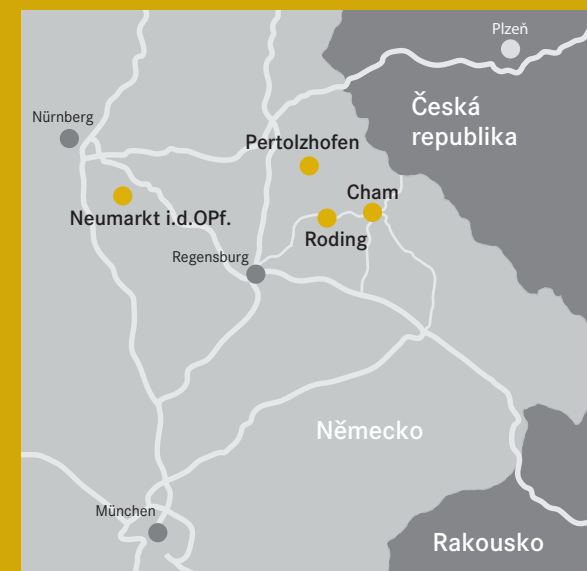 Plzeň
Česká
republika
Nürnberg
Pertolzhofen
Cham
Neumarkt i.d.OPf.
Roding
Regensburg
Německo
München
Rakousko